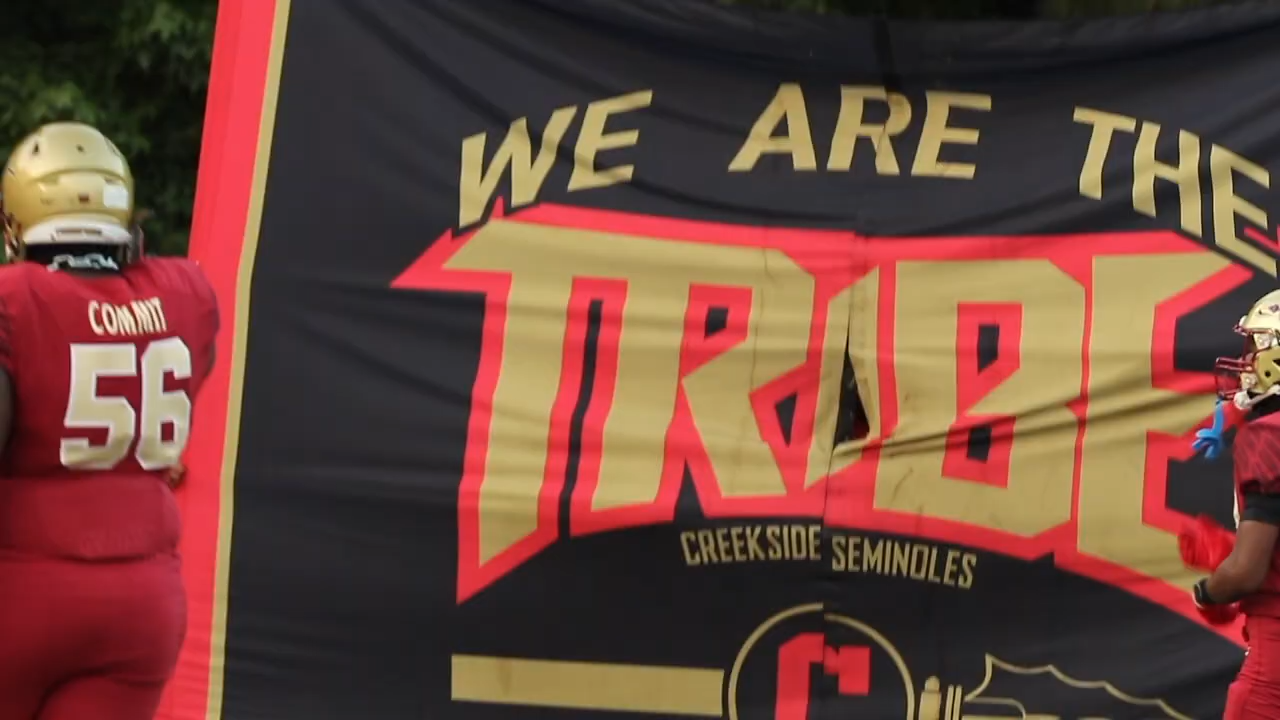 WE ARE THE
TRIBE
CREEKSIDE SEMINOLES
C
COMMIT
56